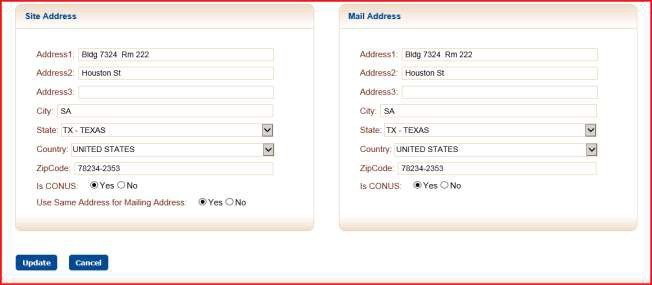 Site Address
Address1: Bldg 7324 Rm 222
Address2: Houston St
Address3:
City: SA
State: TX - TEXAS
Country: UNITED STATES
ZipCode: 78234-2353
Is CONUS: Yes No
Use Same Address for Mailing Address: Yes No
Mail Address
Address1: Bldg 7324 Rm 222
Address2: Houston St
Address3:
City: SA
State: TX - TEXAS
Country: UNITED STATES
ZipCode: 78234-2353
Is CONUS: Yes No
Update Cancel